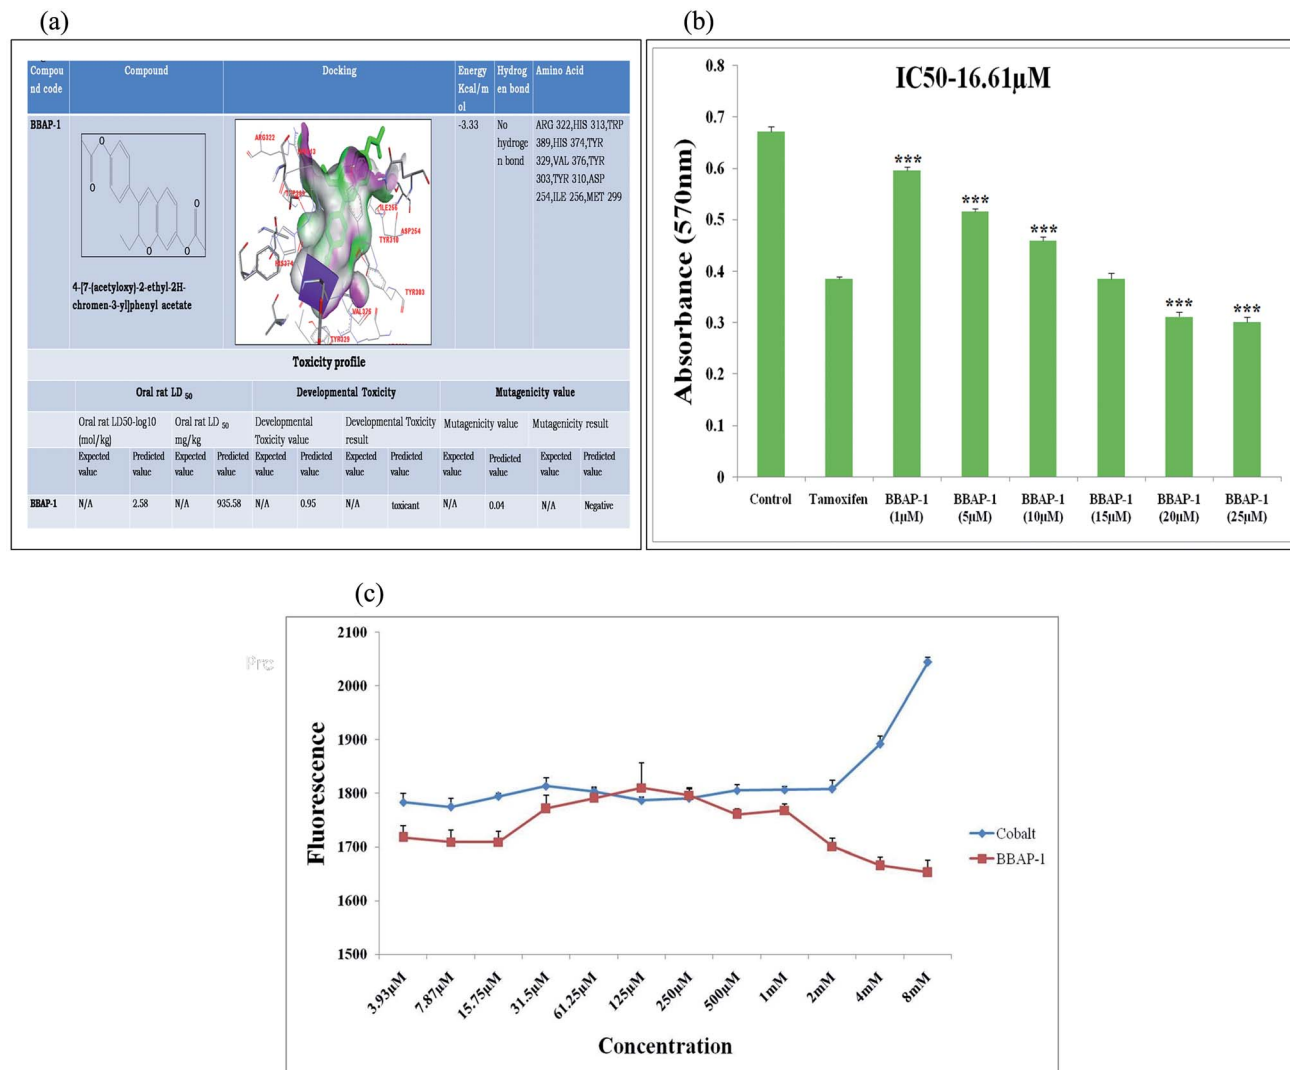 (a)
Compou
nd code
Compound
Docking
Energy
Kcal/m
ol
Hydrog
en bond
Amino Acid
BBAP-1
O
O
O
O
O
4-[7-(acetyloxy)-2-ethyl-2H-
chromen-3-yl]phenyl acetate
ARG322
ILE256
ASP254
TYR310
HIS374
TYR303
VAL376
TYR329
-3.33
No
hydroge
n bond
ARG 322,HIS 313,TRP
389,HIS 374,TYR
329,VAL 376,TYR
303,TYR 310,ASP
254,ILE 256,MET 299
Toxicity profile
Oral rat LD 50
Developmental Toxicity
Mutagenicity value
Oral rat LD50-log10
(mol/kg)
Oral rat LD 50
mg/kg
Developmental
Toxicity value
Developmental Toxicity
result
Mutagenicity value
Mutagenicity result
Expected
value
Predicted
value
Expected
value
Predicted
value
Expected
value
Predicted
value
Expected
value
Predicted
value
Expected
value
Predicted
value
Expected
value
Predicted
value
BBAP-1 N/A 2.58 N/A 935.58 N/A 0.95 N/A toxicant N/A 0.04 N/A Negative
(b)
IC50-16.61µM
Absorbance (570nm)
0.8
0.7
0.6
0.5
0.4
0.3
0.2
0.1
0
***
***
***
***
***
Control
Tamoxifen
BBAP-1
(1µM)
BBAP-1
(5µM)
BBAP-1
(10µM)
BBAP-1
(15µM)
BBAP-1
(20µM)
BBAP-1
(25µM)
(c)
Fluorescence
2100
2000
1900
1800
1700
1600
1500
Cobalt
BBAP-1
3.93µM
7.87µM
15.75µM
31.5µM
61.25µM
125µM
250µM
500µM
1mM
2mM
4mM
8mM
Concentration